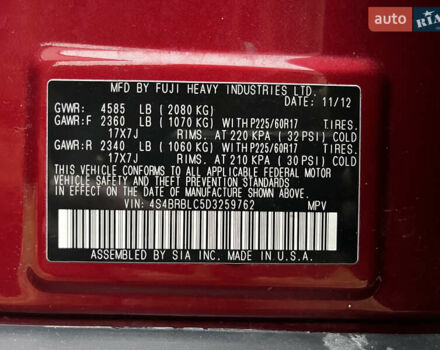 auto RIA
MFD BY FUJI HEAVY INDUSTRIES LTD.
DATE: 11/12
GVWR: 4585 LB (2080 KG)
GAWR:F 2360 LB (1070 KG) WITH P225/60R17 TIRES.
17X7J RIMS. AT 220 KPA (32 PSI) COLD
GAWR:R 2340 LB (1060 KG) WITH P225/60R17 TIRES.
17X7J RIMS. AT 210 KPA (30 PSI) COLD
THIS VEHICLE CONFORMS TO ALL APPLICABLE FEDERAL MOTOR
VEHICLE SAFETY, BUMPER, AND THEFT PREVENTION STANDARDS
IN EFFECT ON THE DATE OF MANUFACTURE SHOWN ABOVE.
VIN: 4S4BRBLC5D3259762 MPV
ASSEMBLED BY SIA INC. MADE IN U.S.A.